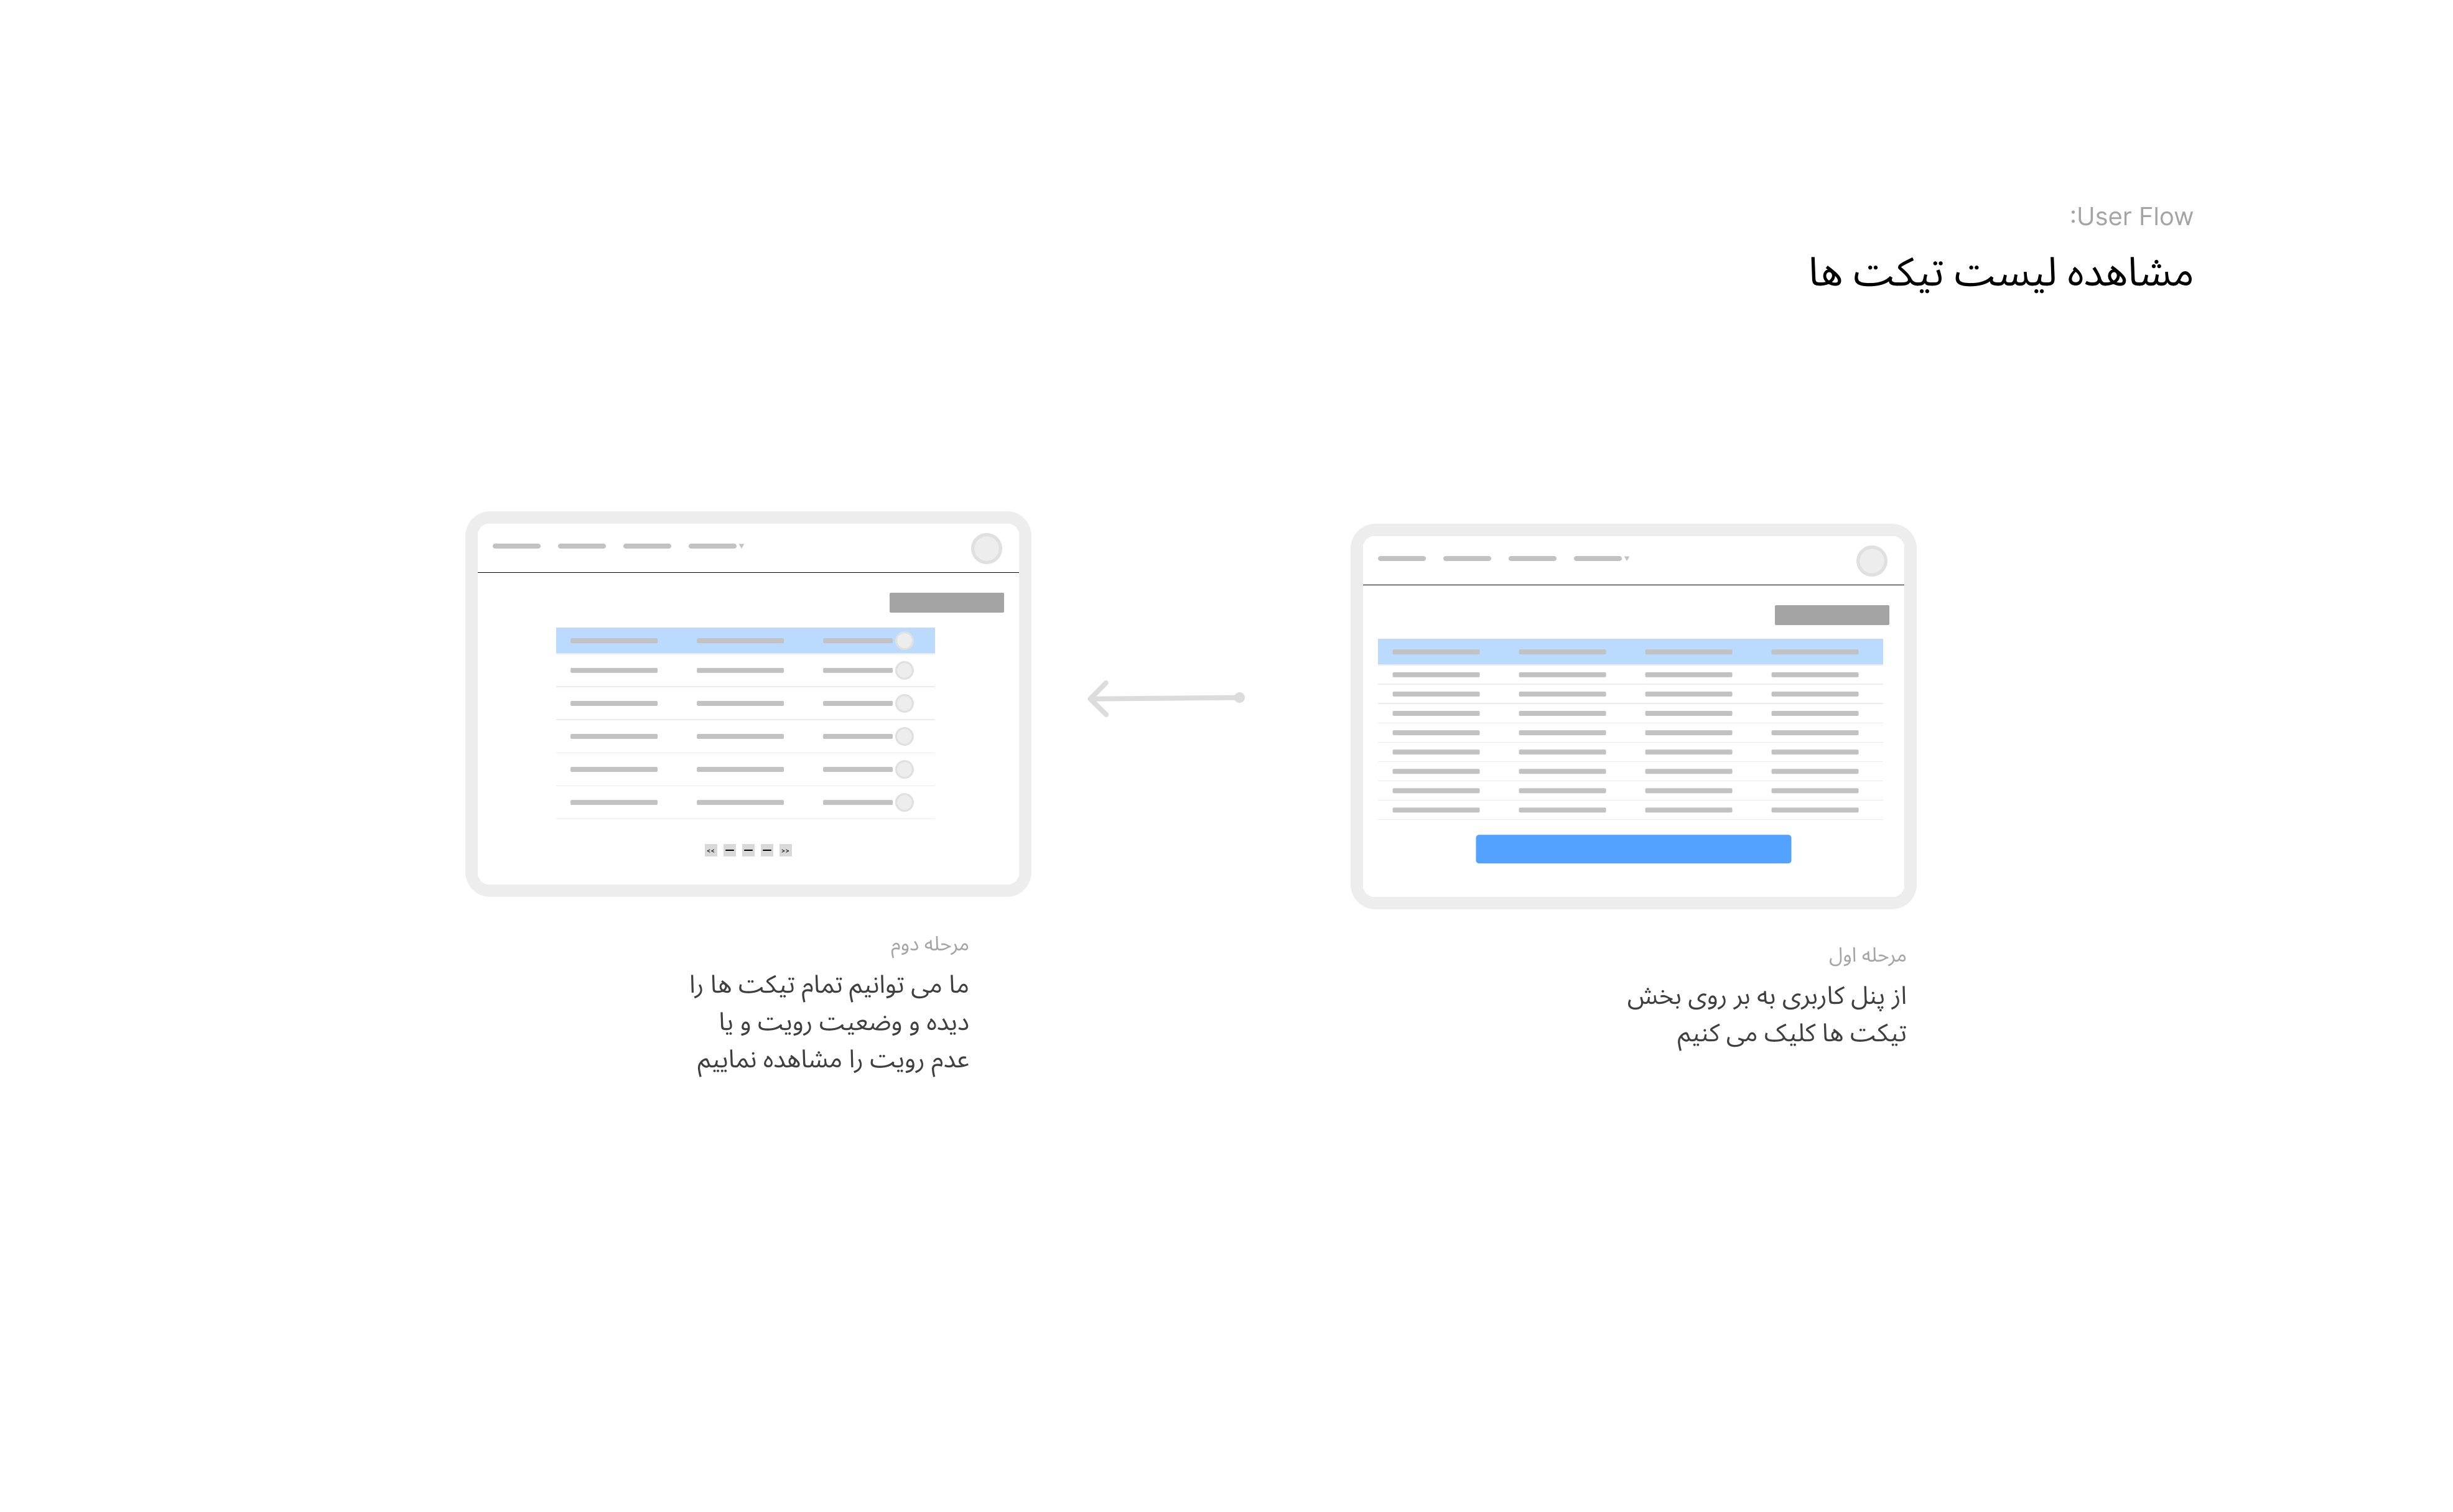 User Flow:
مشاهده لیست تیکت ها
مرحله اول
از پنل کاربری به بر روی بخش
تیکت ها کلیک می کنیم
مرحله دوم
ما می توانیم تمام تیکت ها را
دیده و وضعیت رویت و یا
عدم رویت را مشاهده نماییم
<< >>